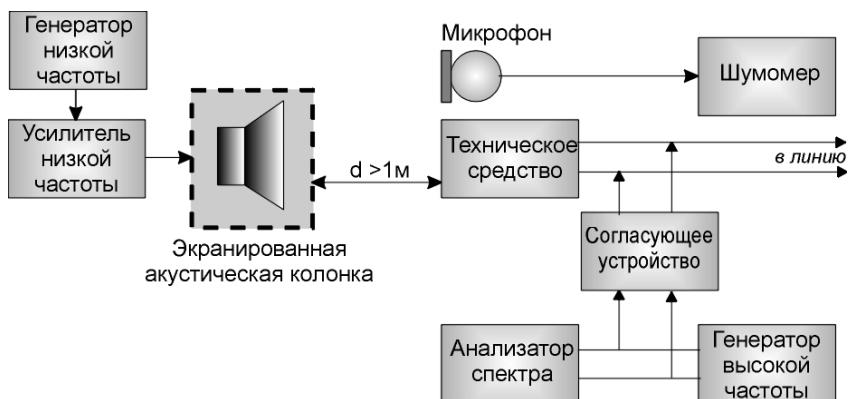 Генератор
низкой
частоты
Микрофон
Шумомер
Усилитель
низкой
частоты
d >1м
Техническое
средство
в линию
Экранированная
акустическая колонка
Согласующее
устройство
Анализатор
спектра
Генератор
высокой
частоты